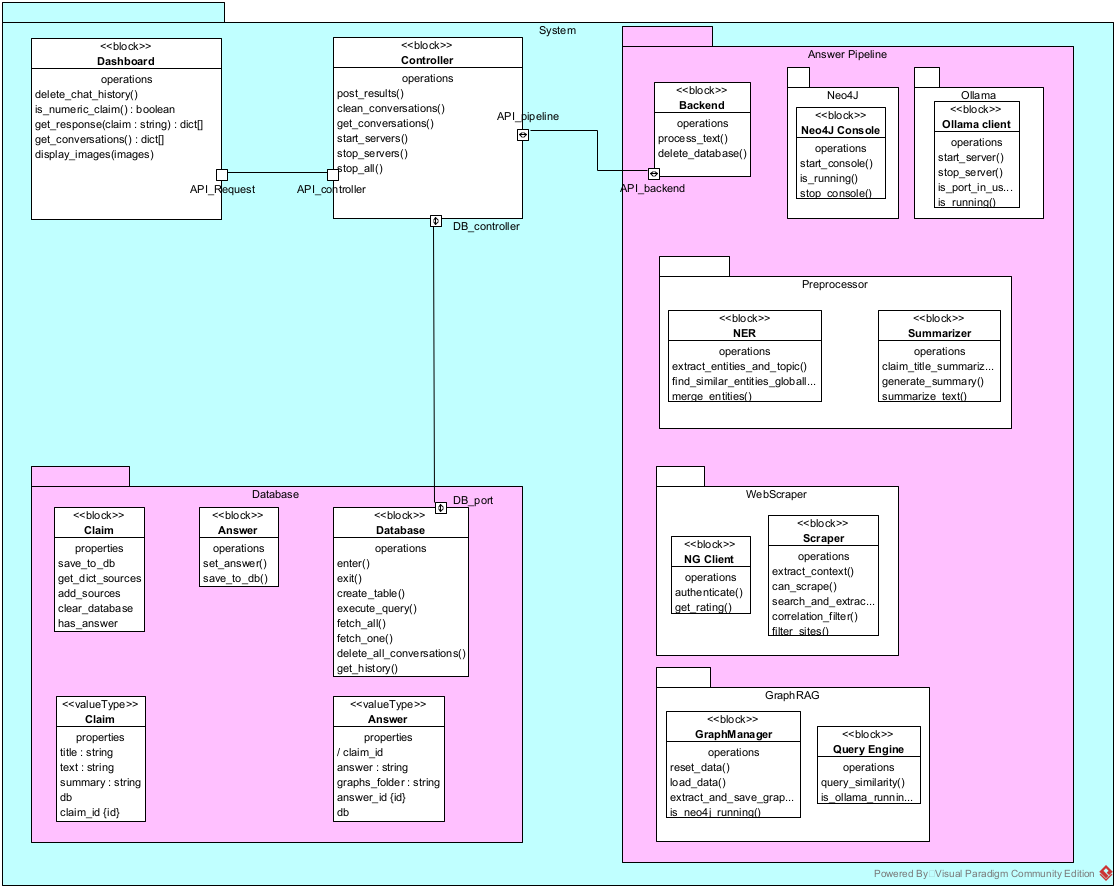 System
<<block>>
Dashboard
operations
delete_chat_history()
is_numeric_claim() : boolean
get_response(claim : string) : dict[]
get_conversations() : dict[]
display_images(images)
API_Request
<<block>>
Controller
operations
post_results()
clean_conversations()
get_conversations()
start_servers()
stop_servers()
stop_all()
API_controller
API_pipeline
DB_controller
Answer Pipeline
<<block>>
Backend
operations
process_text()
delete_database()
API_backend
Neo4J
<<block>>
Neo4J Console
operations
start_console()
is_running()
stop_console()
Ollama
<<block>>
Ollama client
operations
start_server()
stop_server()
is_port_in_us...
is_running()
Preprocessor
<<block>>
NER
operations
extract_entities_and_topic()
find_similar_entities_globall...
merge_entities()
<<block>>
Summarizer
operations
claim_title_summariz...
generate_summary()
summarize_text()
Database
<<block>>
Claim
properties
save_to_db
get_dict_sources
add_sources
clear_database
has_answer
<<block>>
Answer
operations
set_answer()
save_to_db()
DB_port
<<block>>
Database
operations
enter()
exit()
create_table()
execute_query()
fetch_all()
fetch_one()
delete_all_conversations()
get_history()
<<valueType>>
Claim
properties
title : string
text : string
summary : string
db
claim_id {id}
<<valueType>>
Answer
properties
/ claim_id
answer : string
graphs_folder : string
answer_id {id}
db
WebScraper
<<block>>
NG Client
operations
authenticate()
get_rating()
<<block>>
Scraper
operations
extract_context()
can_scrape()
search_and_extrac...
correlation_filter()
filter_sites()
GraphRAG
<<block>>
GraphManager
operations
reset_data()
load_data()
extract_and_save_grap...
is_neo4j_running()
<<block>>
Query Engine
operations
query_similarity()
is_ollama_runnin...
Powered By Visual Paradigm Community Edition